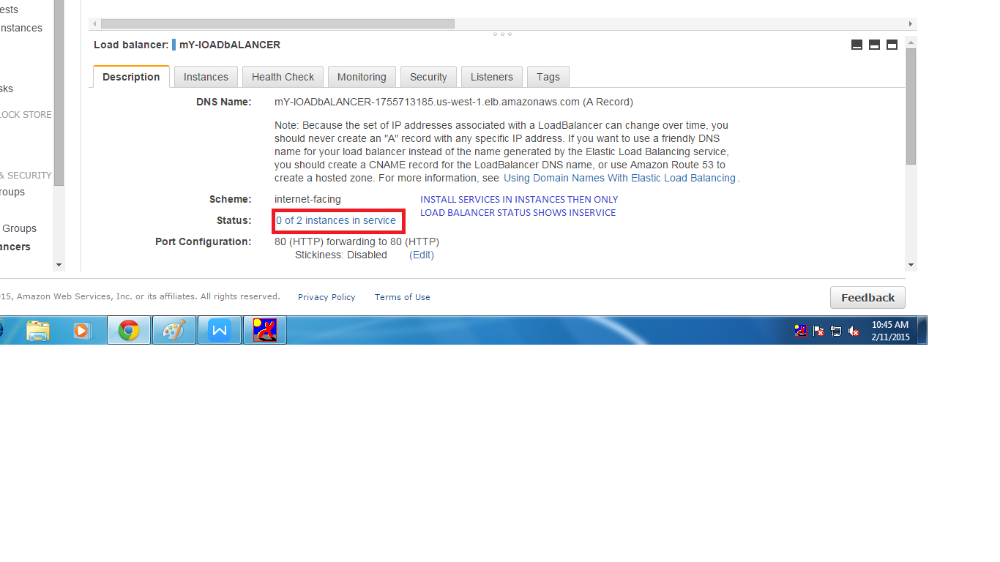 ests
nstances
sks
LOCK STORE
& SECURITY
roups
Groups
ancers
Load balancer: mY-lOADbALANCER
Description Instances Health Check Monitoring Security Listeners Tags
DNS Name: mY-lOADbALANCER-1755713185.us-west-1.elb.amazonaws.com (A Record)
Note: Because the set of IP addresses associated with a LoadBalancer can change over time, you
should never create an "A" record with any specific IP address. If you want to use a friendly DNS
name for your load balancer instead of the name generated by the Elastic Load Balancing service,
you should create a CNAME record for the LoadBalancer DNS name, or use Amazon Route 53 to
create a hosted zone. For more information, see Using Domain Names With Elastic Load Balancing.
Scheme: internet-facing
INSTALL SERVICES IN INSTANCES THEN ONLY
LOAD BALANCER STATUS SHOWS INSERVICE
Status: 0 of 2 instances in service
Port Configuration: 80 (HTTP) forwarding to 80 (HTTP)
Stickiness: Disabled (Edit)
15, Amazon Web Services, Inc. or its affiliates. All rights reserved. Privacy Policy Terms of Use
Feedback
10:45 AM
2/11/2015